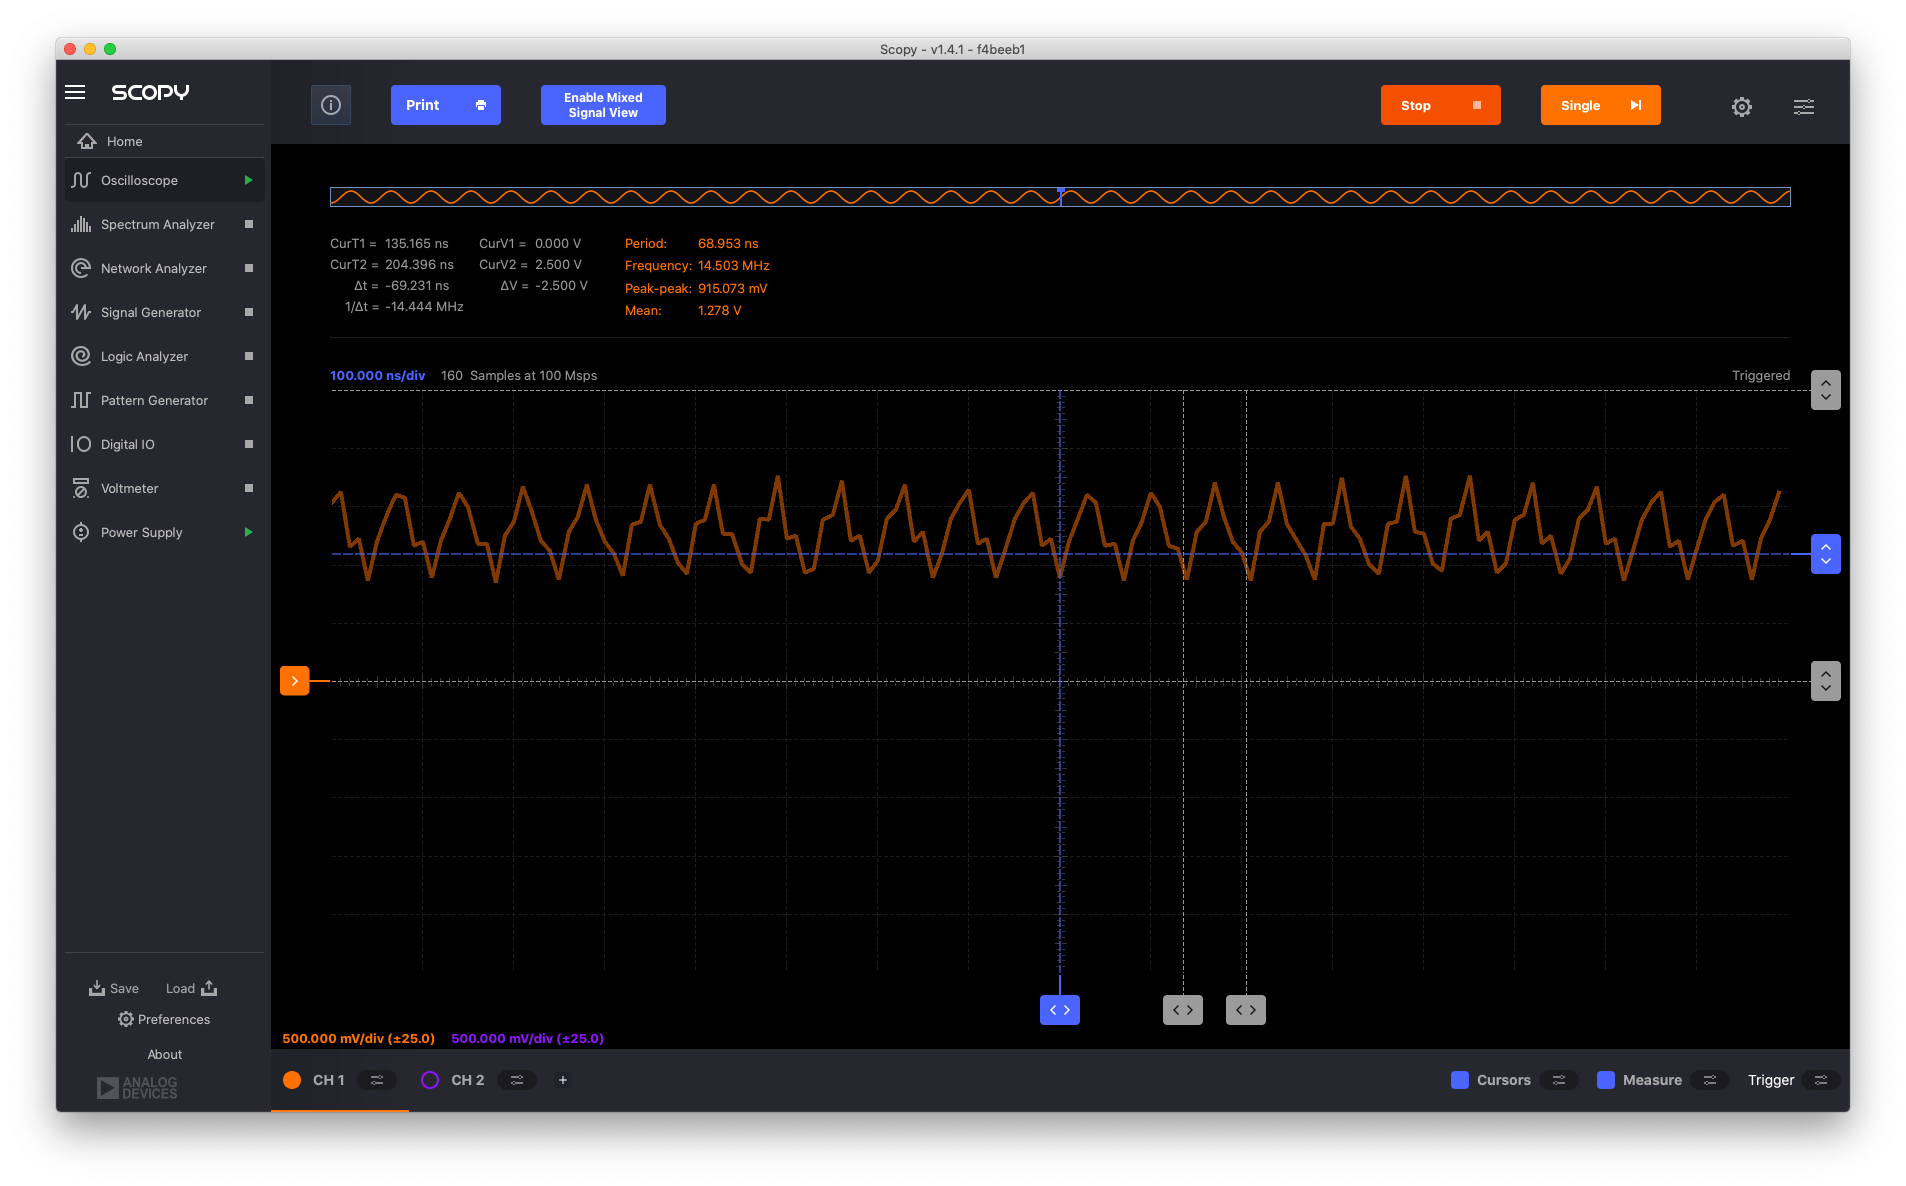 Scopy - v1.4.1 - f4beeb1
SCOPY
Print
Enable Mixed
Signal View
Stop
Single
Home
Oscilloscope
Spectrum Analyzer
Network Analyzer
Signal Generator
Logic Analyzer
Pattern Generator
Digital IO
Voltmeter
Power Supply
CurT1 = 135.165 ns CurV1 = 0.000 V Period: 68.953 ns
CurT2 = 204.396 ns CurV2 = 2.500 V Frequency: 14.503 MHz
Δt = -69.231 ns ΔV = -2.500 V Peak-peak: 915.073 mV
1/Δt = -14.444 MHz Mean: 1.278 V
100.000 ns/div 160 Samples at 100 Msps Triggered
Save Load
Preferences
About
ANALOG
DEVICES
500.000 mV/div (±25.0) 500.000 mV/div (±25.0)
CH 1 CH 2 + Cursors Measure Trigger